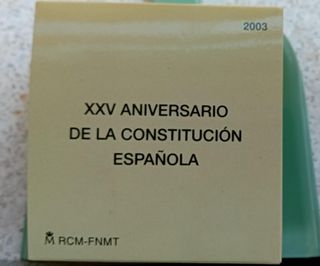 2003
XXV ANIVERSARIO
DE LA CONSTITUCIÓN
ESPAÑOLA
RCM-FNMT